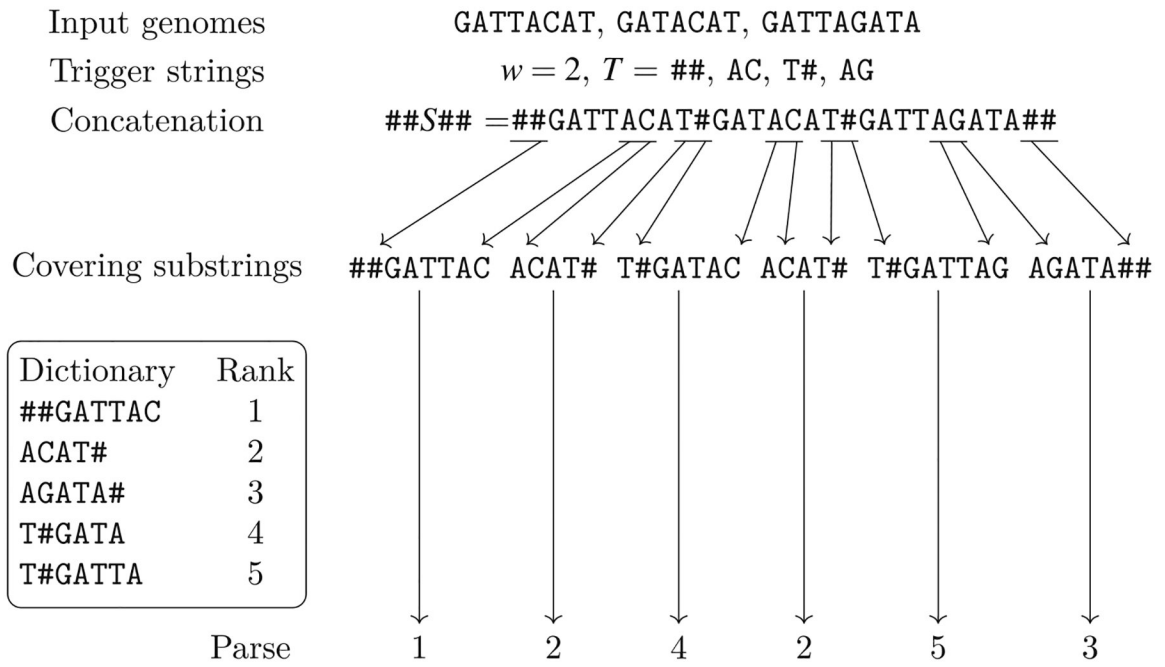 Input genomes GATTACAT, GATACAT, GATTAGATA
Trigger strings w = 2, T = ##, AC, T#, AG
Concatenation ##S## =##GATTACAT#GATACAT#GATTAGATA##
Covering substrings ##GATTAC ACAT# T#GATAC ACAT# T#GATTAG AGATA##
Dictionary Rank
##GATTAC 1
ACAT# 2
AGATA# 3
T#GATA 4
T#GATTA 5
Parse 1 2 4 2 5 3